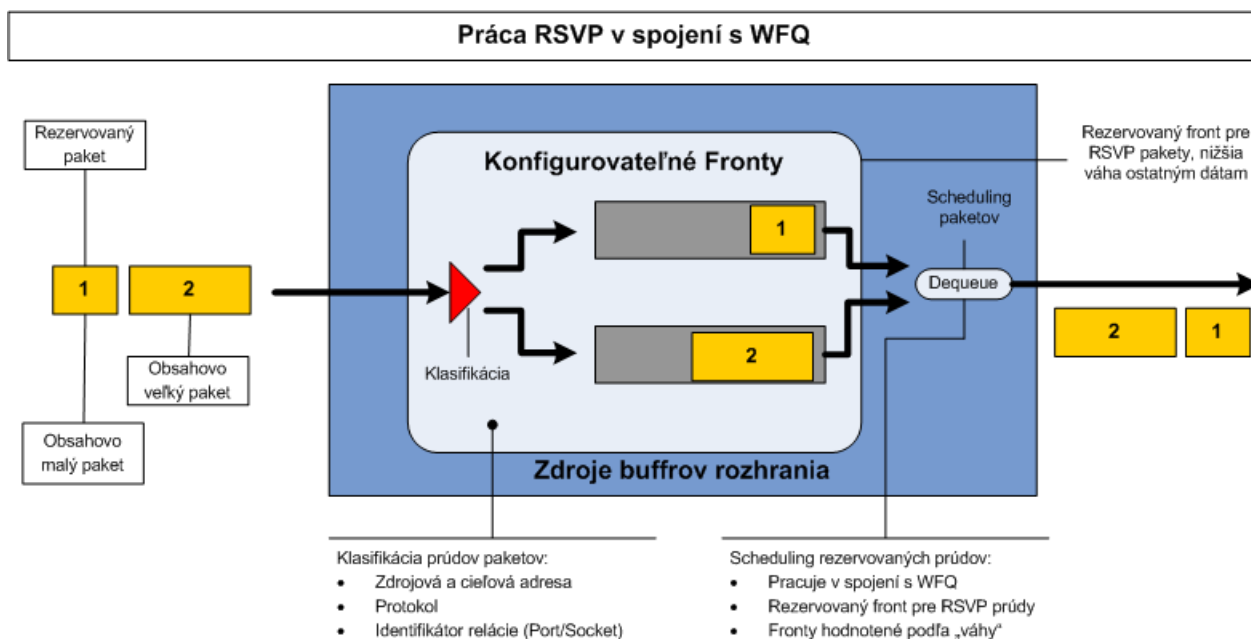 Práca RSVP v spojení s WFQ
Rezervovaný
paket
1
2
Obsahovo
veľký paket
Obsahovo
malý paket
Konfigurovateľné Fronty
1
2
Klasifikácia
Zdroje buffrov rozhrania
Rezervovaný front pre
RSVP pakety, nižšia
váha ostatným dátam
Scheduling
paketov
Dequeue
2
1
Klasifikácia prúdov paketov:
• Zdrojová a cieľová adresa
• Protokol
• Identifikátor relácie (Port/Socket)
Scheduling rezervovaných prúdov:
• Pracuje v spojení s WFQ
• Rezervovaný front pre RSVP prúdy
• Fronty hodnotené podľa „váhy“